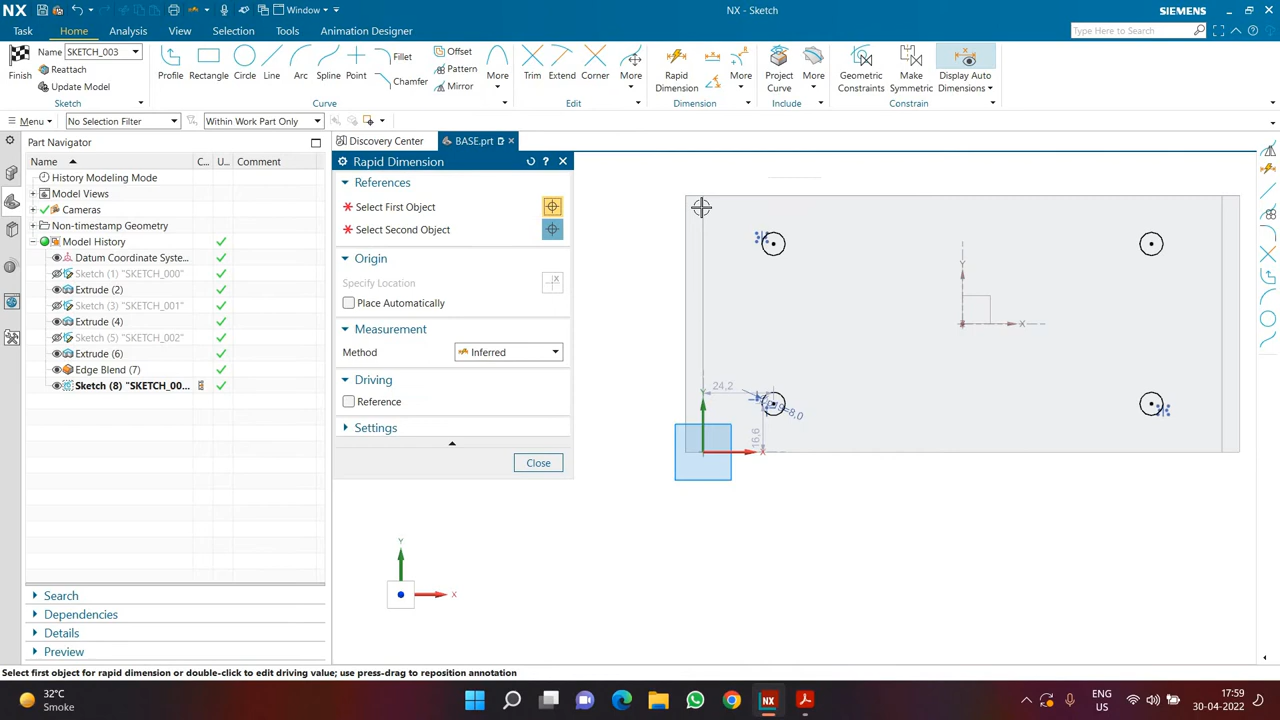 NX
Window
NX - Sketch
SIEMENS
Task
Home
Analysis
View
Selection
Tools
Animation Designer
Type Command
Finish
Name SKETCH_003
Reattach
Update Model
Sketch
Profile
Rectangle
Circle
Line
Arc
Spline
Point
Fillet
Chamfer
Offset
Pattern
Mirror
More
Curve
Trim
Extend
Corner
More
Edit
Rapid
Dimension
More
Dimension
Project
Curve
More
Include
Geometric
Constraints
Make
Symmetric
Display Auto
Dimensions
Constrain
Menu
No Selection Filter
Within Work Part Only
Part Navigator
Name
C...
U...
Comment
History Modeling Mode
Model Views
Cameras
Non-timestamp Geometry
Model History
Datum Coordinate Syste...
Sketch (1) "SKETCH_000"
Extrude (2)
Sketch (3) "SKETCH_001"
Extrude (4)
Sketch (5) "SKETCH_002"
Extrude (6)
Edge Blend (7)
Sketch (8) "SKETCH_00...
Search
Dependencies
Details
Preview
Discovery Center
BASE.prt
Rapid Dimension
References
Select First Object
Select Second Object
Origin
Specify Location
Place Automatically
Measurement
Method
Inferred
Driving
Reference
Settings
Close
Y
X
24,2
=8,0
16,6
Y
X
Y
X
Select first object for rapid dimension or double-click to edit driving value; use press-drag to reposition annotation
32°C
Smoke
ENG
US
17:59
30-04-2022